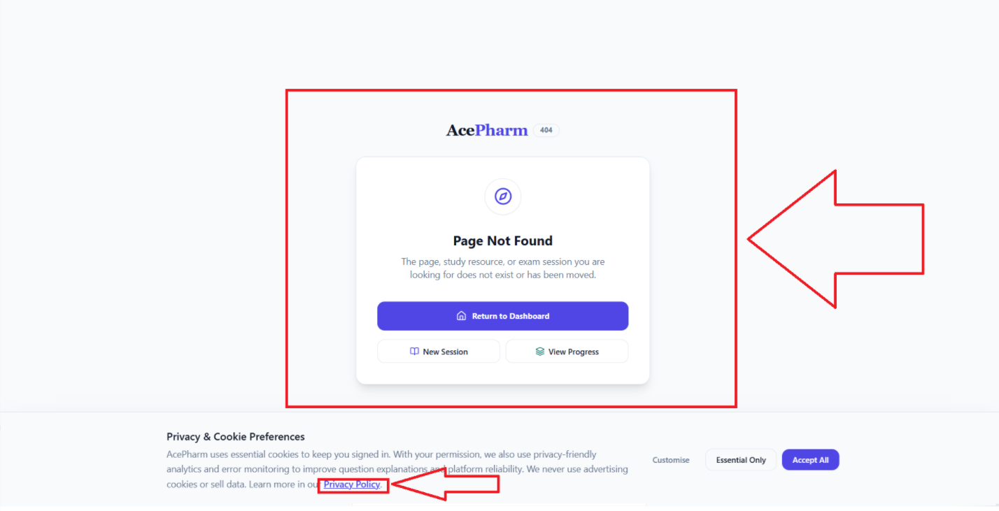 AcePharm 404
Page Not Found
The page, study resource, or exam session you are
looking for does not exist or has been moved.
Return to Dashboard
New Session
View Progress
Privacy & Cookie Preferences
AcePharm uses essential cookies to keep you signed in. With your permission, we also use privacy-friendly
analytics and error monitoring to improve question explanations and platform reliability. We never use advertising
cookies or sell data. Learn more in our Privacy Policy.
Customise
Essential Only
Accept All